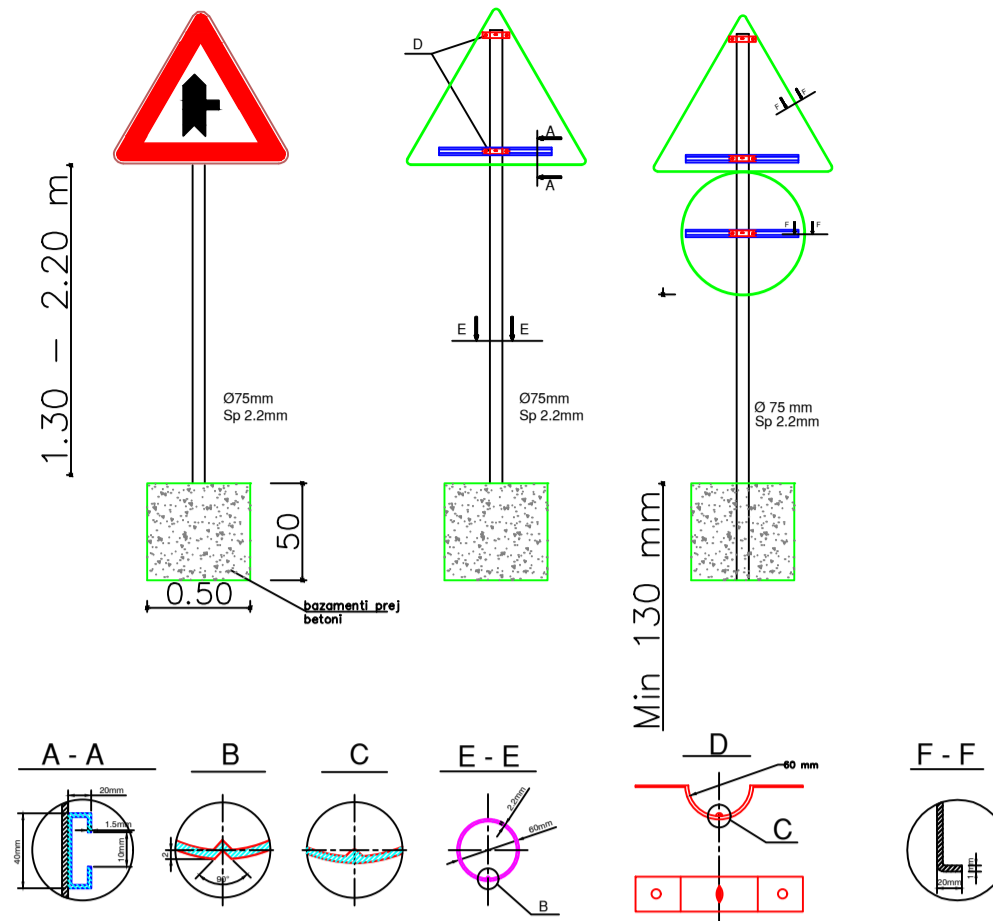 D
A
A
F
F
F
F
1.30 – 2.20 m
E
E
Ø75mm
Sp 2.2mm
Ø75mm
Sp 2.2mm
Ø 75 mm
Sp 2.2mm
50
0.50
bazamenti prej
betoni
Min 130 mm
A - A
B
C
E - E
D
F - F
20mm
40mm
1.5mm
10mm
2
90°
2.2mm
60mm
B
60 mm
C
20mm